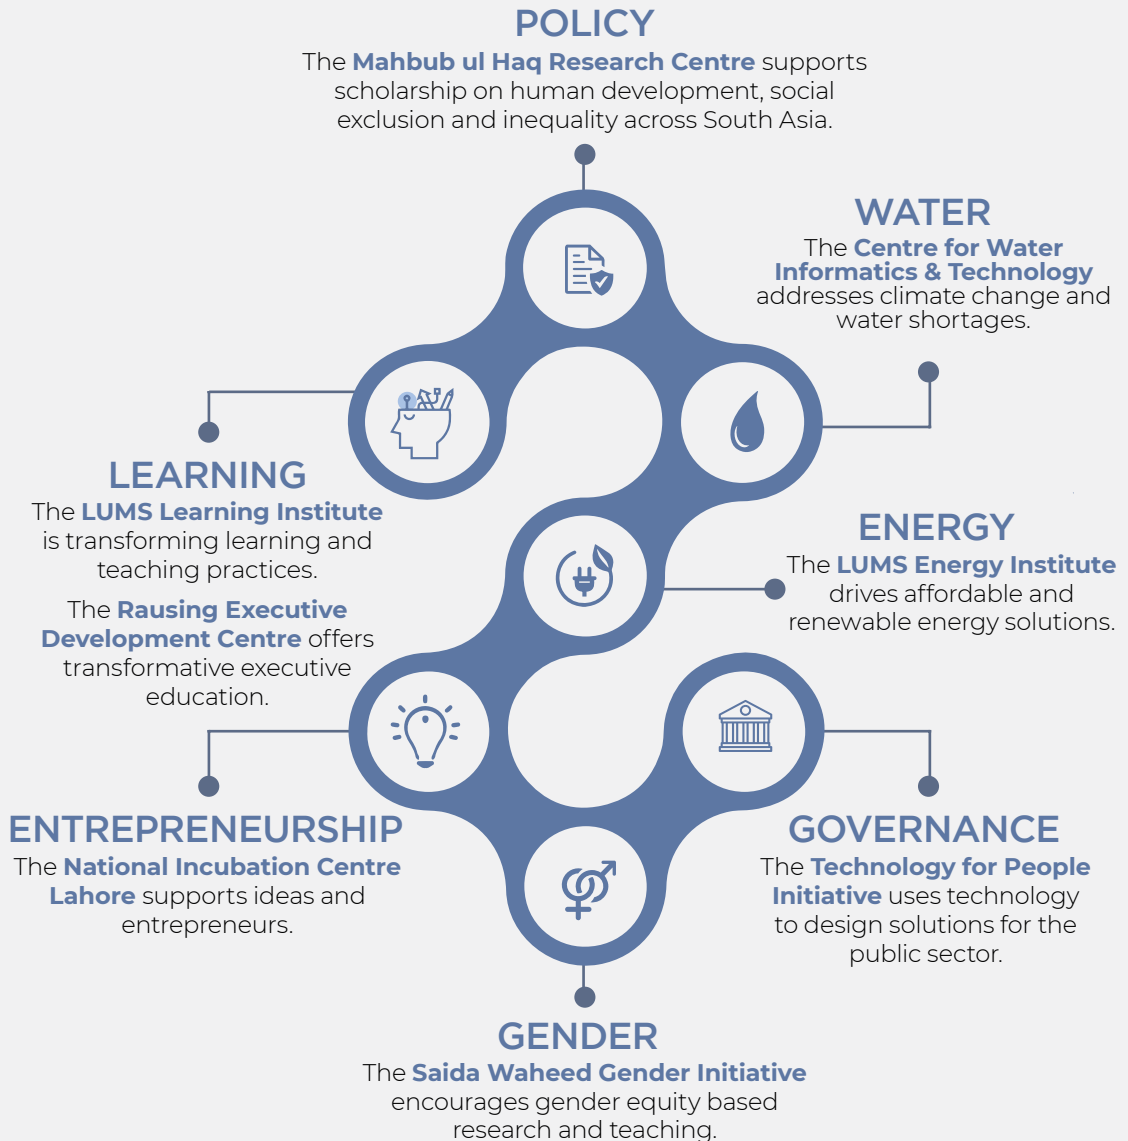 POLICY
The Mahbub ul Haq Research Centre supports
scholarship on human development, social
exclusion and inequality across South Asia.
WATER
The Centre for Water
Informatics & Technology
addresses climate change and
water shortages.
LEARNING
The LUMS Learning Institute
is transforming learning and
teaching practices.
The Rausing Executive
Development Centre offers
transformative executive
education.
ENERGY
The LUMS Energy Institute
drives affordable and
renewable energy solutions.
ENTREPRENEURSHIP
The National Incubation Centre
Lahore supports ideas and
entrepreneurs.
GOVERNANCE
The Technology for People
Initiative uses technology
to design solutions for the
public sector.
GENDER
The Saida Waheed Gender Initiative
encourages gender equity based
research and teaching.